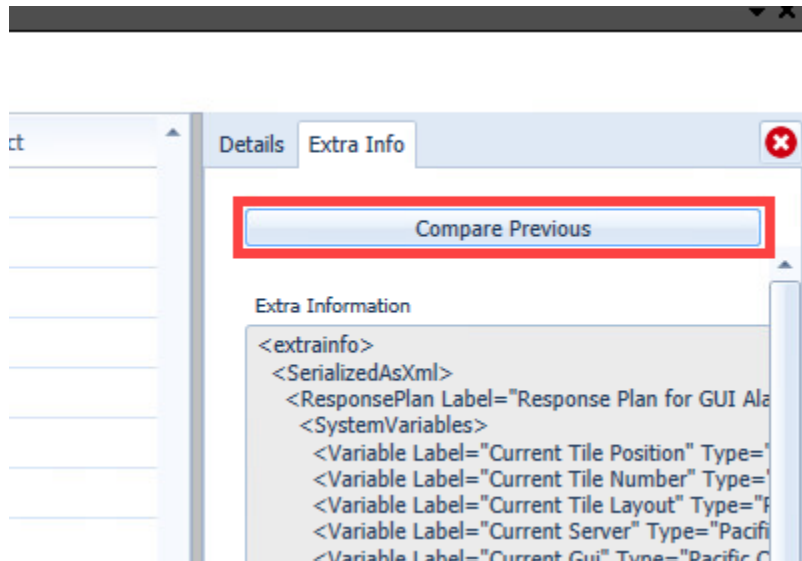 ct
Details Extra Info
Compare Previous
Extra Information
<extrainfo>
<SerializedAsXml>
<ResponsePlan Label="Response Plan for GUI Ala
<SystemVariables>
<Variable Label="Current Tile Position" Type="
<Variable Label="Current Tile Number" Type="
<Variable Label="Current Tile Layout" Type="P
<Variable Label="Current Server" Type="Pacifi
<Variable Label="Current Gui" Type="Pacific C